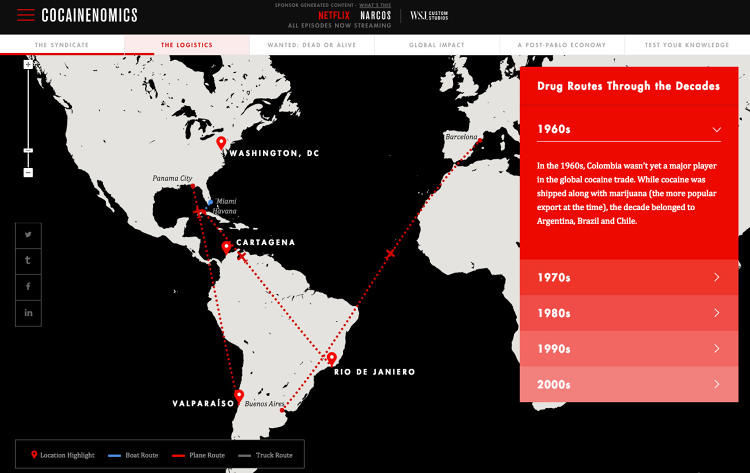 COCAINENOMICS
SPONSOR GENERATED CONTENT - WHAT'S THIS
NETFLIX NARCOS
WSJ. CUSTOM STUDIOS
ALL EPISODES NOW STREAMING
THE SYNDICATE
THE LOGISTICS
WANTED: DEAD OR ALIVE
GLOBAL IMPACT
A POST-PABLO ECONOMY
TEST YOUR KNOWLEDGE
Drug Routes Through the Decades
1960s
In the 1960s, Colombia wasn't yet a major player
in the global cocaine trade. While cocaine was
shipped along with marijuana (the more popular
export at the time), the decade belonged to
Argentina, Brazil and Chile.
1970s
1980s
1990s
2000s
Barcelona
WASHINGTON, DC
Panama City
Miami
Havana
CARTAGENA
RIO DE JANIERO
VALPARAÍSO
Buenos Aires
Location Highlight
Boat Route
Plane Route
Truck Route